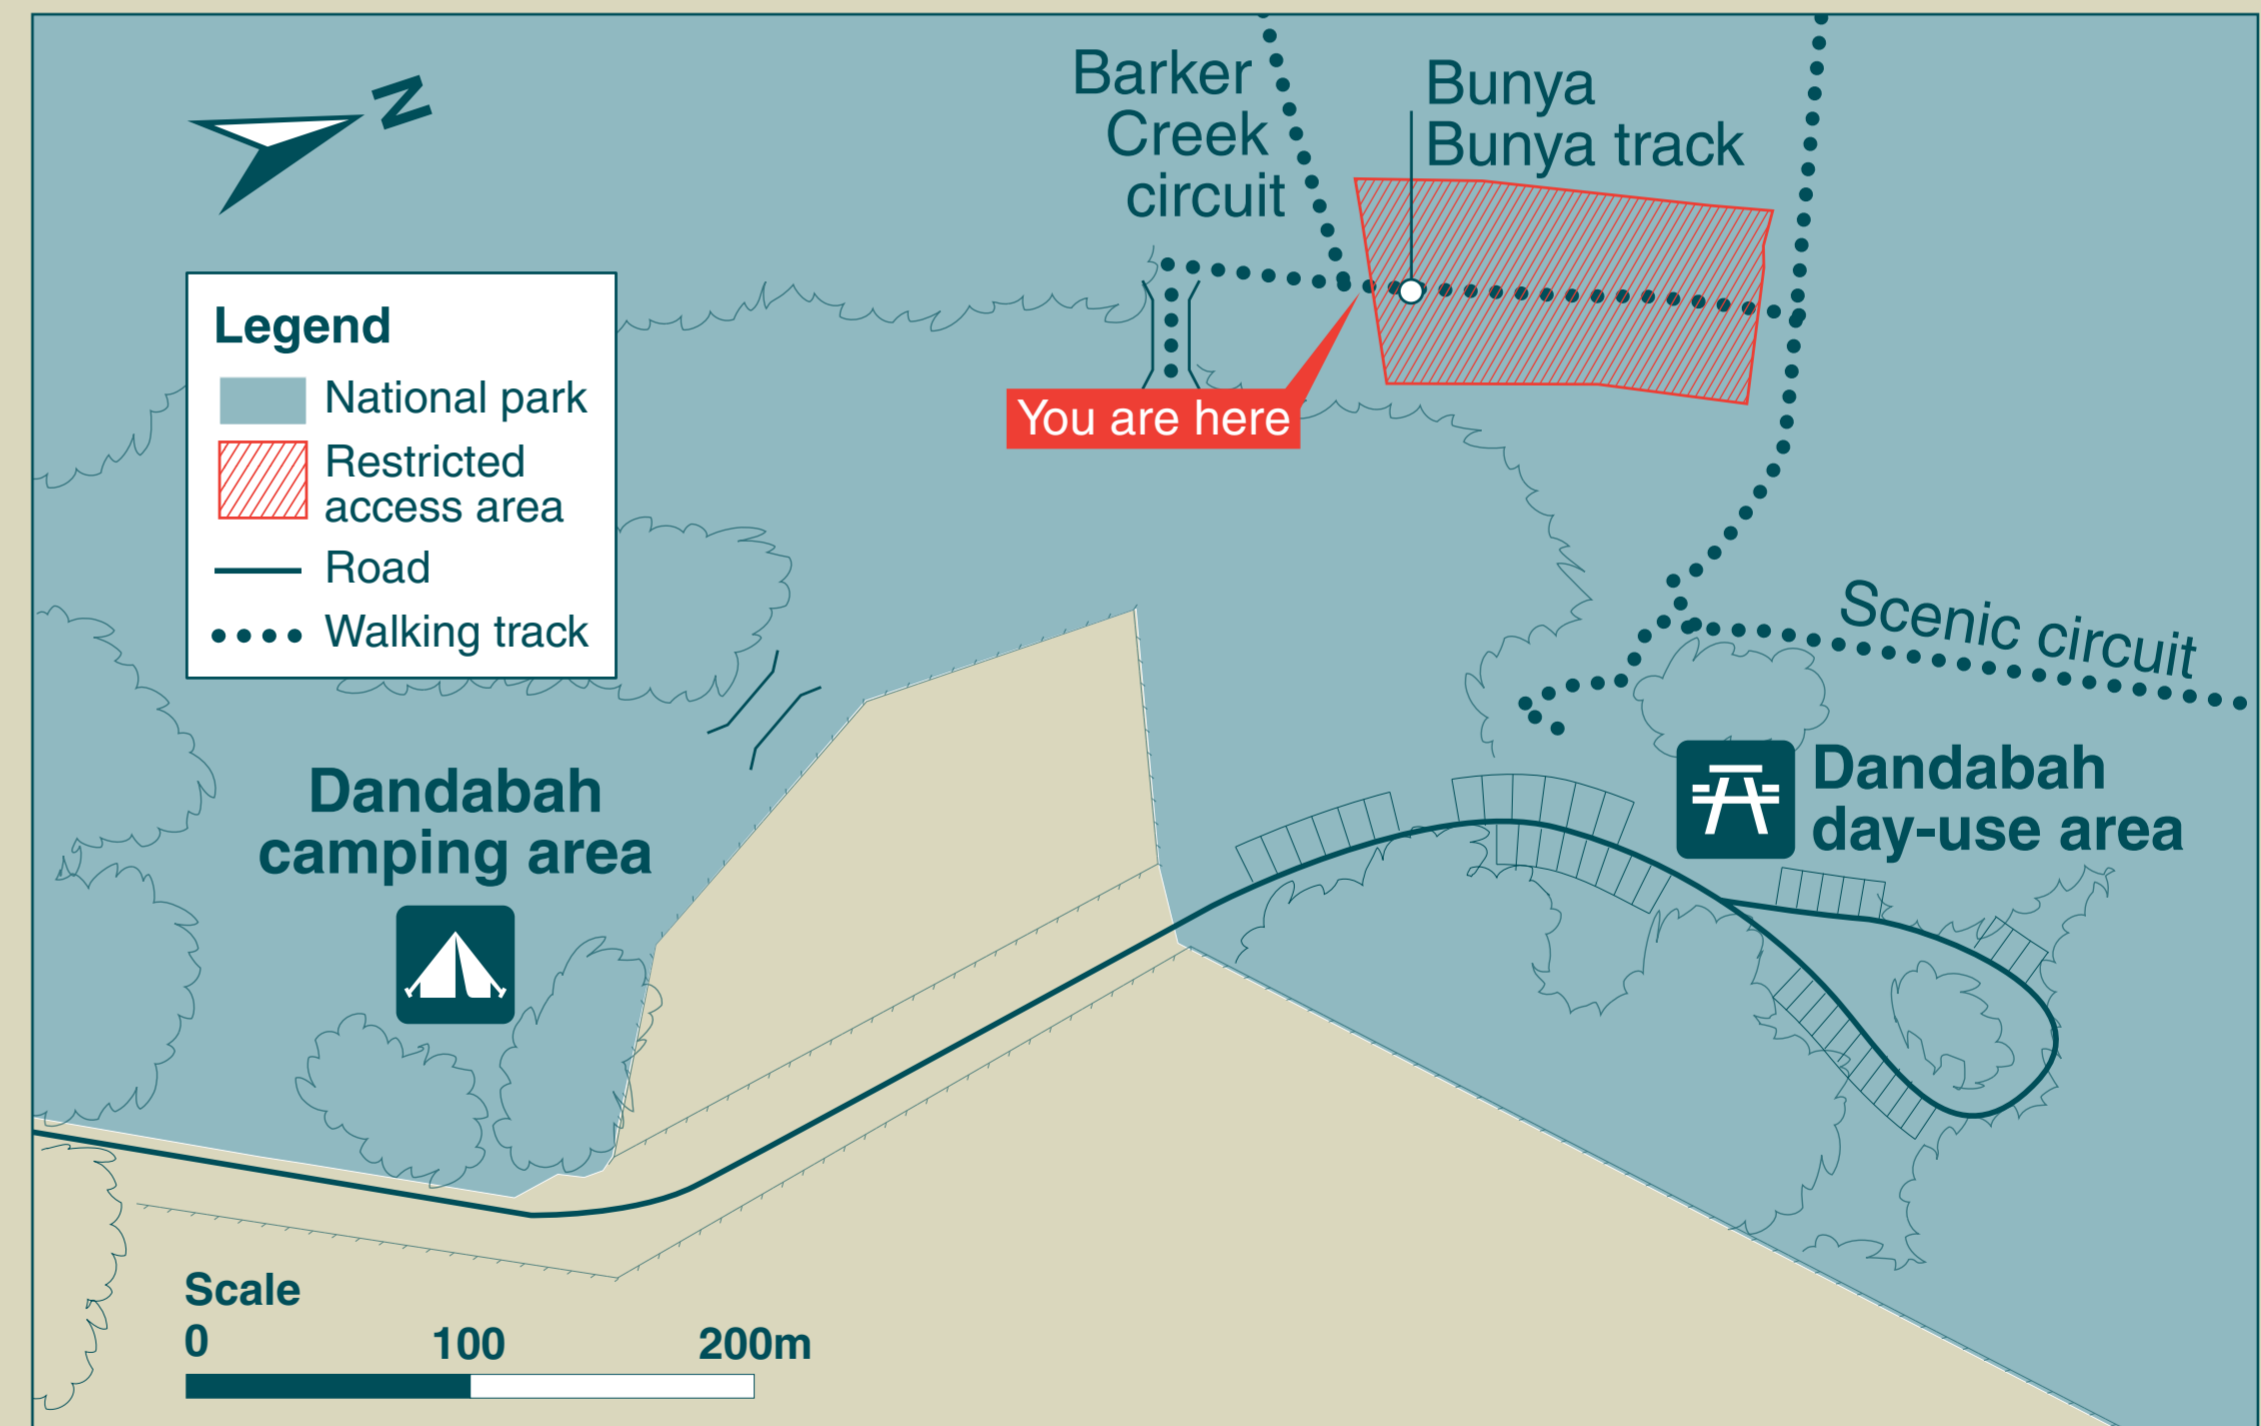 N
Barker
Creek
circuit
Bunya
Bunya track
Legend
National park
Restricted
access area
Road
Walking track
You are here
Scenic circuit
Dandabah
camping area
Dandabah
day-use area
Scale
0 100 200m